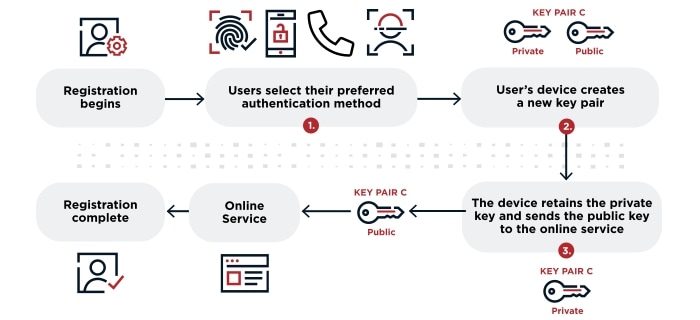 KEY PAIR C
Private
Public
Registration
begins
Users select their preferred
authentication method
1.
User's device creates
a new key pair
2.
Registration
complete
Online
Service
KEY PAIR C
Public
The device retains the private
key and sends the public key
to the online service
3.
KEY PAIR C
Private